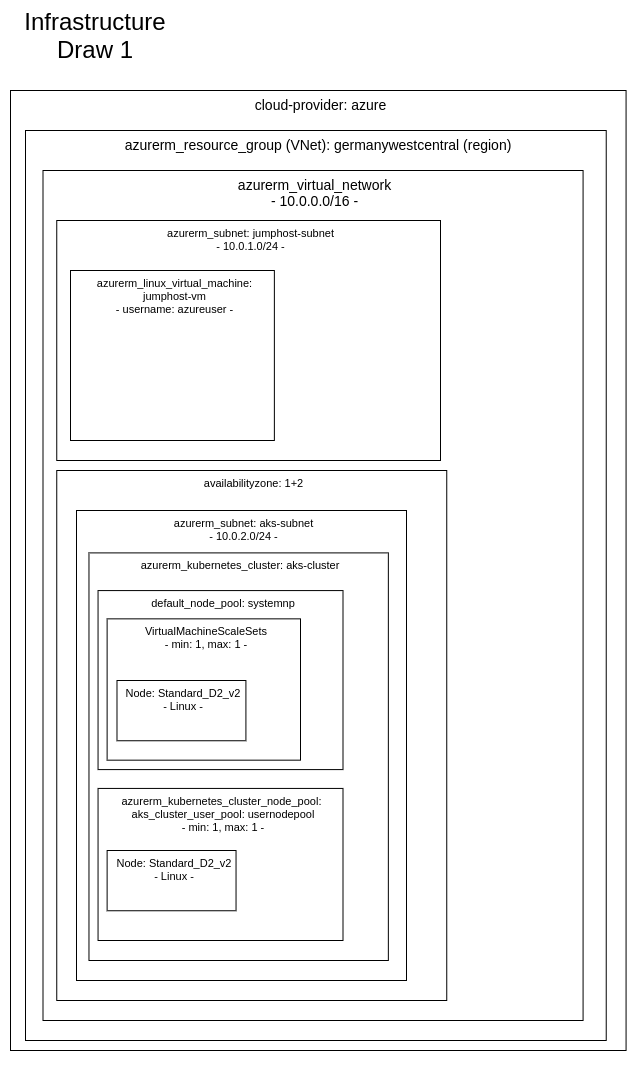 Infrastructure
Draw 1
cloud-provider: azure
azurerm_resource_group (VNet): germanywestcentral (region)
azurerm_virtual_network
- 10.0.0.0/16 -
azurerm_subnet: jumphost-subnet
- 10.0.1.0/24 -
azurerm_linux_virtual_machine:
jumphost-vm
- username: azureuser -
availabilityzone: 1+2
azurerm_subnet: aks-subnet
- 10.0.2.0/24 -
azurerm_kubernetes_cluster: aks-cluster
default_node_pool: systemnp
VirtualMachineScaleSets
- min: 1, max: 1 -
Node: Standard_D2_v2
- Linux -
azurerm_kubernetes_cluster_node_pool:
aks_cluster_user_pool: usernodepool
- min: 1, max: 1 -
Node: Standard_D2_v2
- Linux -